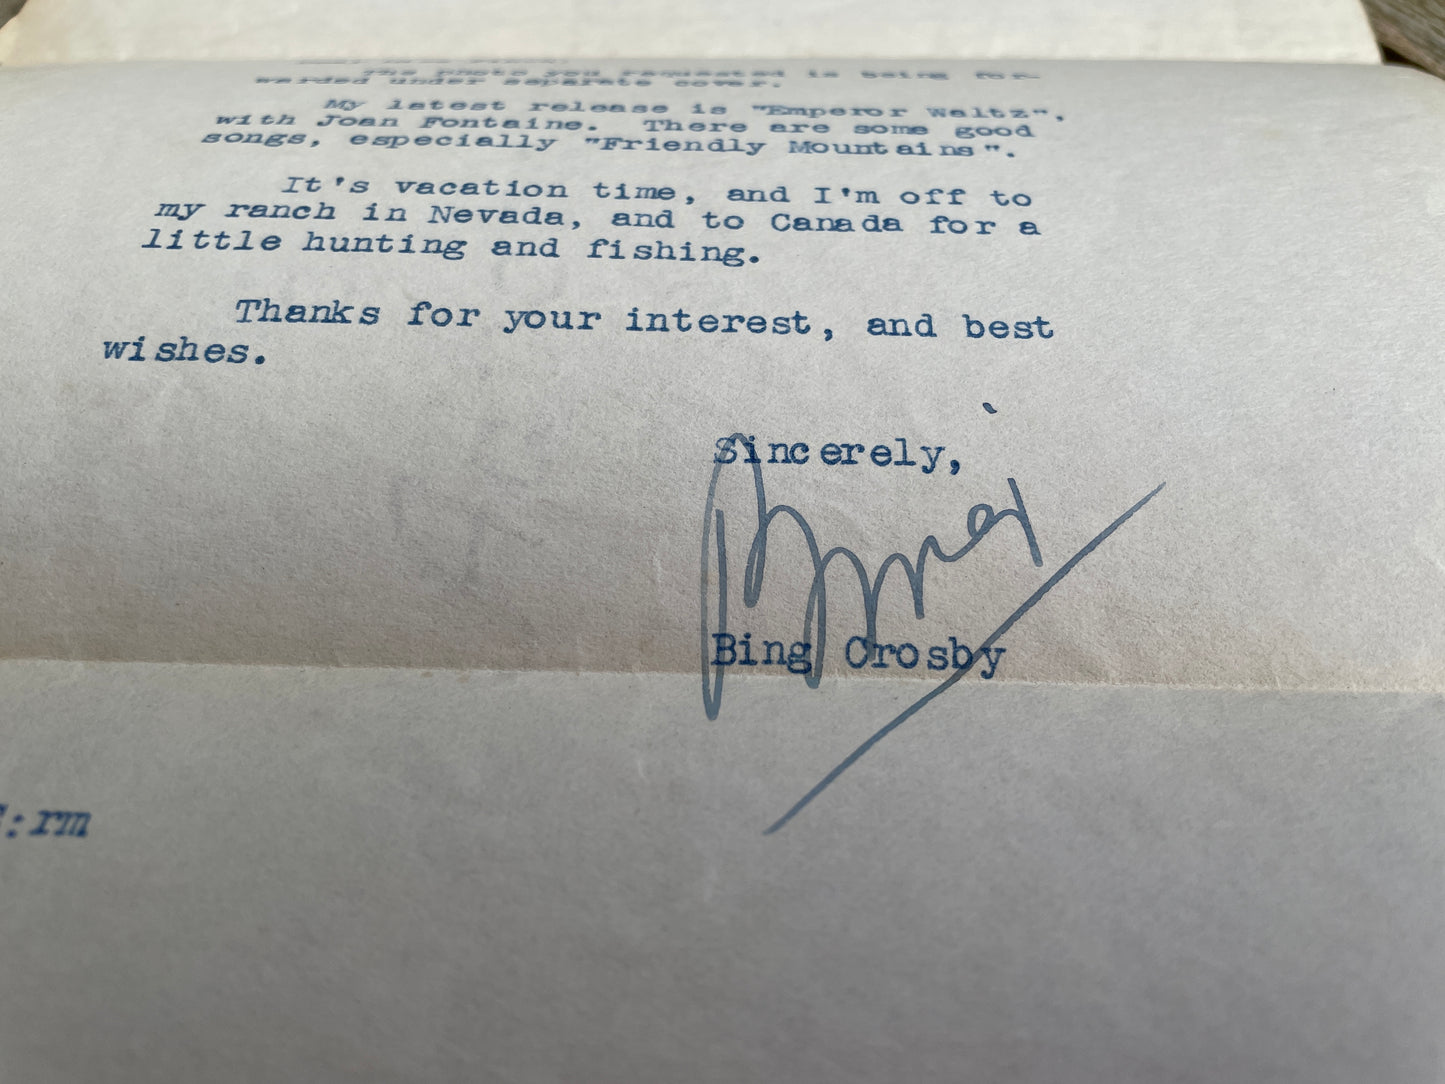 The photo you requested is being for-
warded under separate cover.
My latest release is "Emperor Waltz",
with Joan Fontaine. There are some good
songs, especially "Friendly Mountains".
It's vacation time, and I'm off to
my ranch in Nevada, and to Canada for a
little hunting and fishing.
Thanks for your interest, and best
wishes.
Sincerely,
Bing
Bing Crosby
:rm